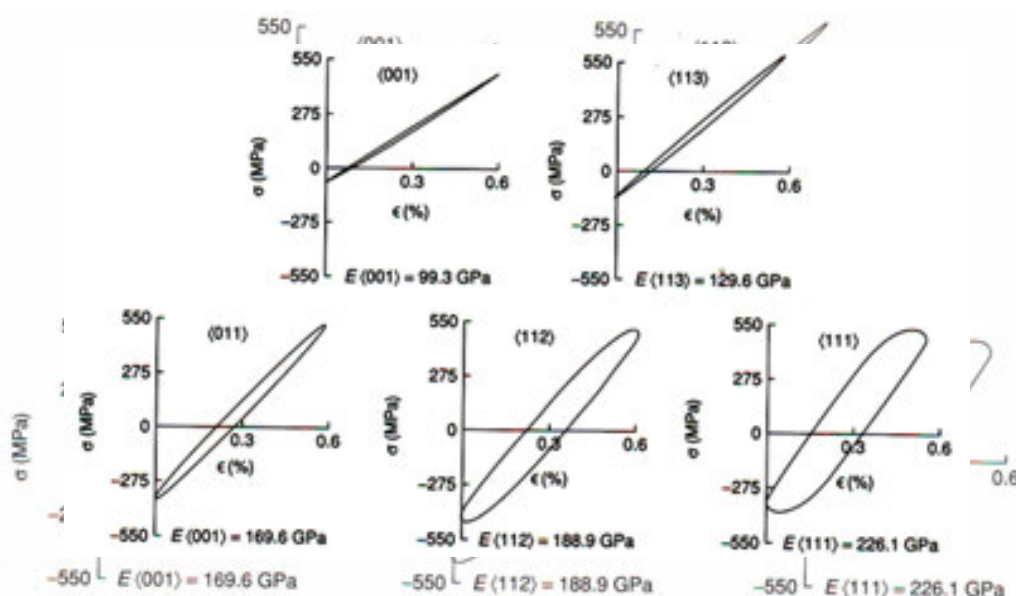 550
550
(001)
550
275
σ (MPa)
0
0.3
0.6
ϵ (%)
−275
−550
E (001) = 99.3 GPa
550
(113)
275
σ (MPa)
0
0.3
0.6
ϵ (%)
−275
−550
E (113) = 129.6 GPa
550
(011)
275
σ (MPa)
0
0.3
0.6
ϵ (%)
−275
−550
E (001) = 169.6 GPa
550
(112)
275
σ (MPa)
0
0.3
0.6
ϵ (%)
−275
−550
E (112) = 188.9 GPa
550
(111)
275
σ (MPa)
0
0.3
0.6
ϵ (%)
−275
−550
E (111) = 226.1 GPa
σ (MPa)
0.6
−550
E (001) = 169.6 GPa
−550
E (112) = 188.9 GPa
−550
E (111) = 226.1 GPa